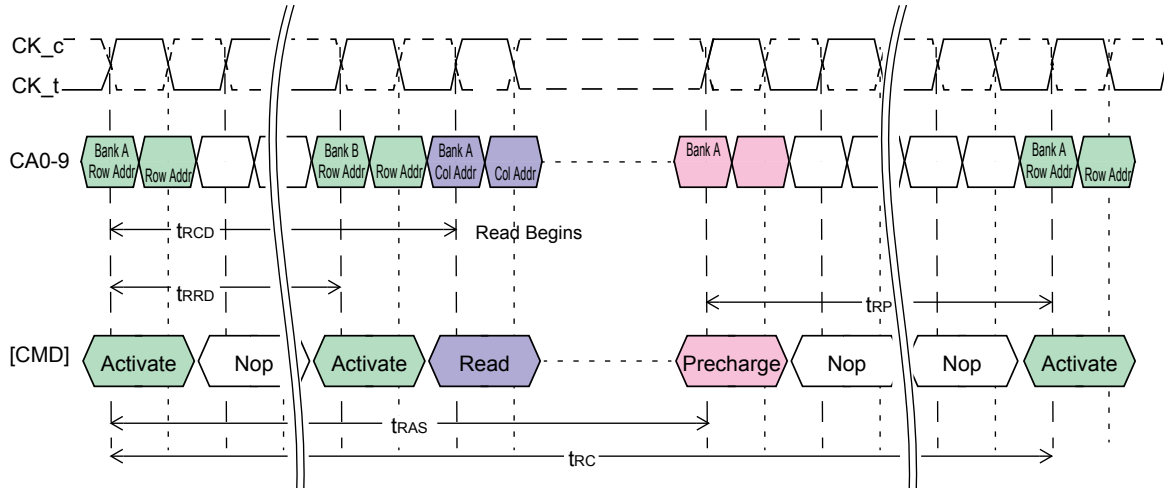 CK_c
CK_t
CA0-9
Bank A
Row Addr
Row Addr
Bank B
Row Addr
Row Addr
Bank A
Col Addr
Col Addr
Bank A
Bank A
Row Addr
Row Addr
tRCD
Read Begins
tRRD
tRP
[CMD]
Activate
Nop
Activate
Read
Precharge
Nop
Nop
Activate
tRAS
tRC